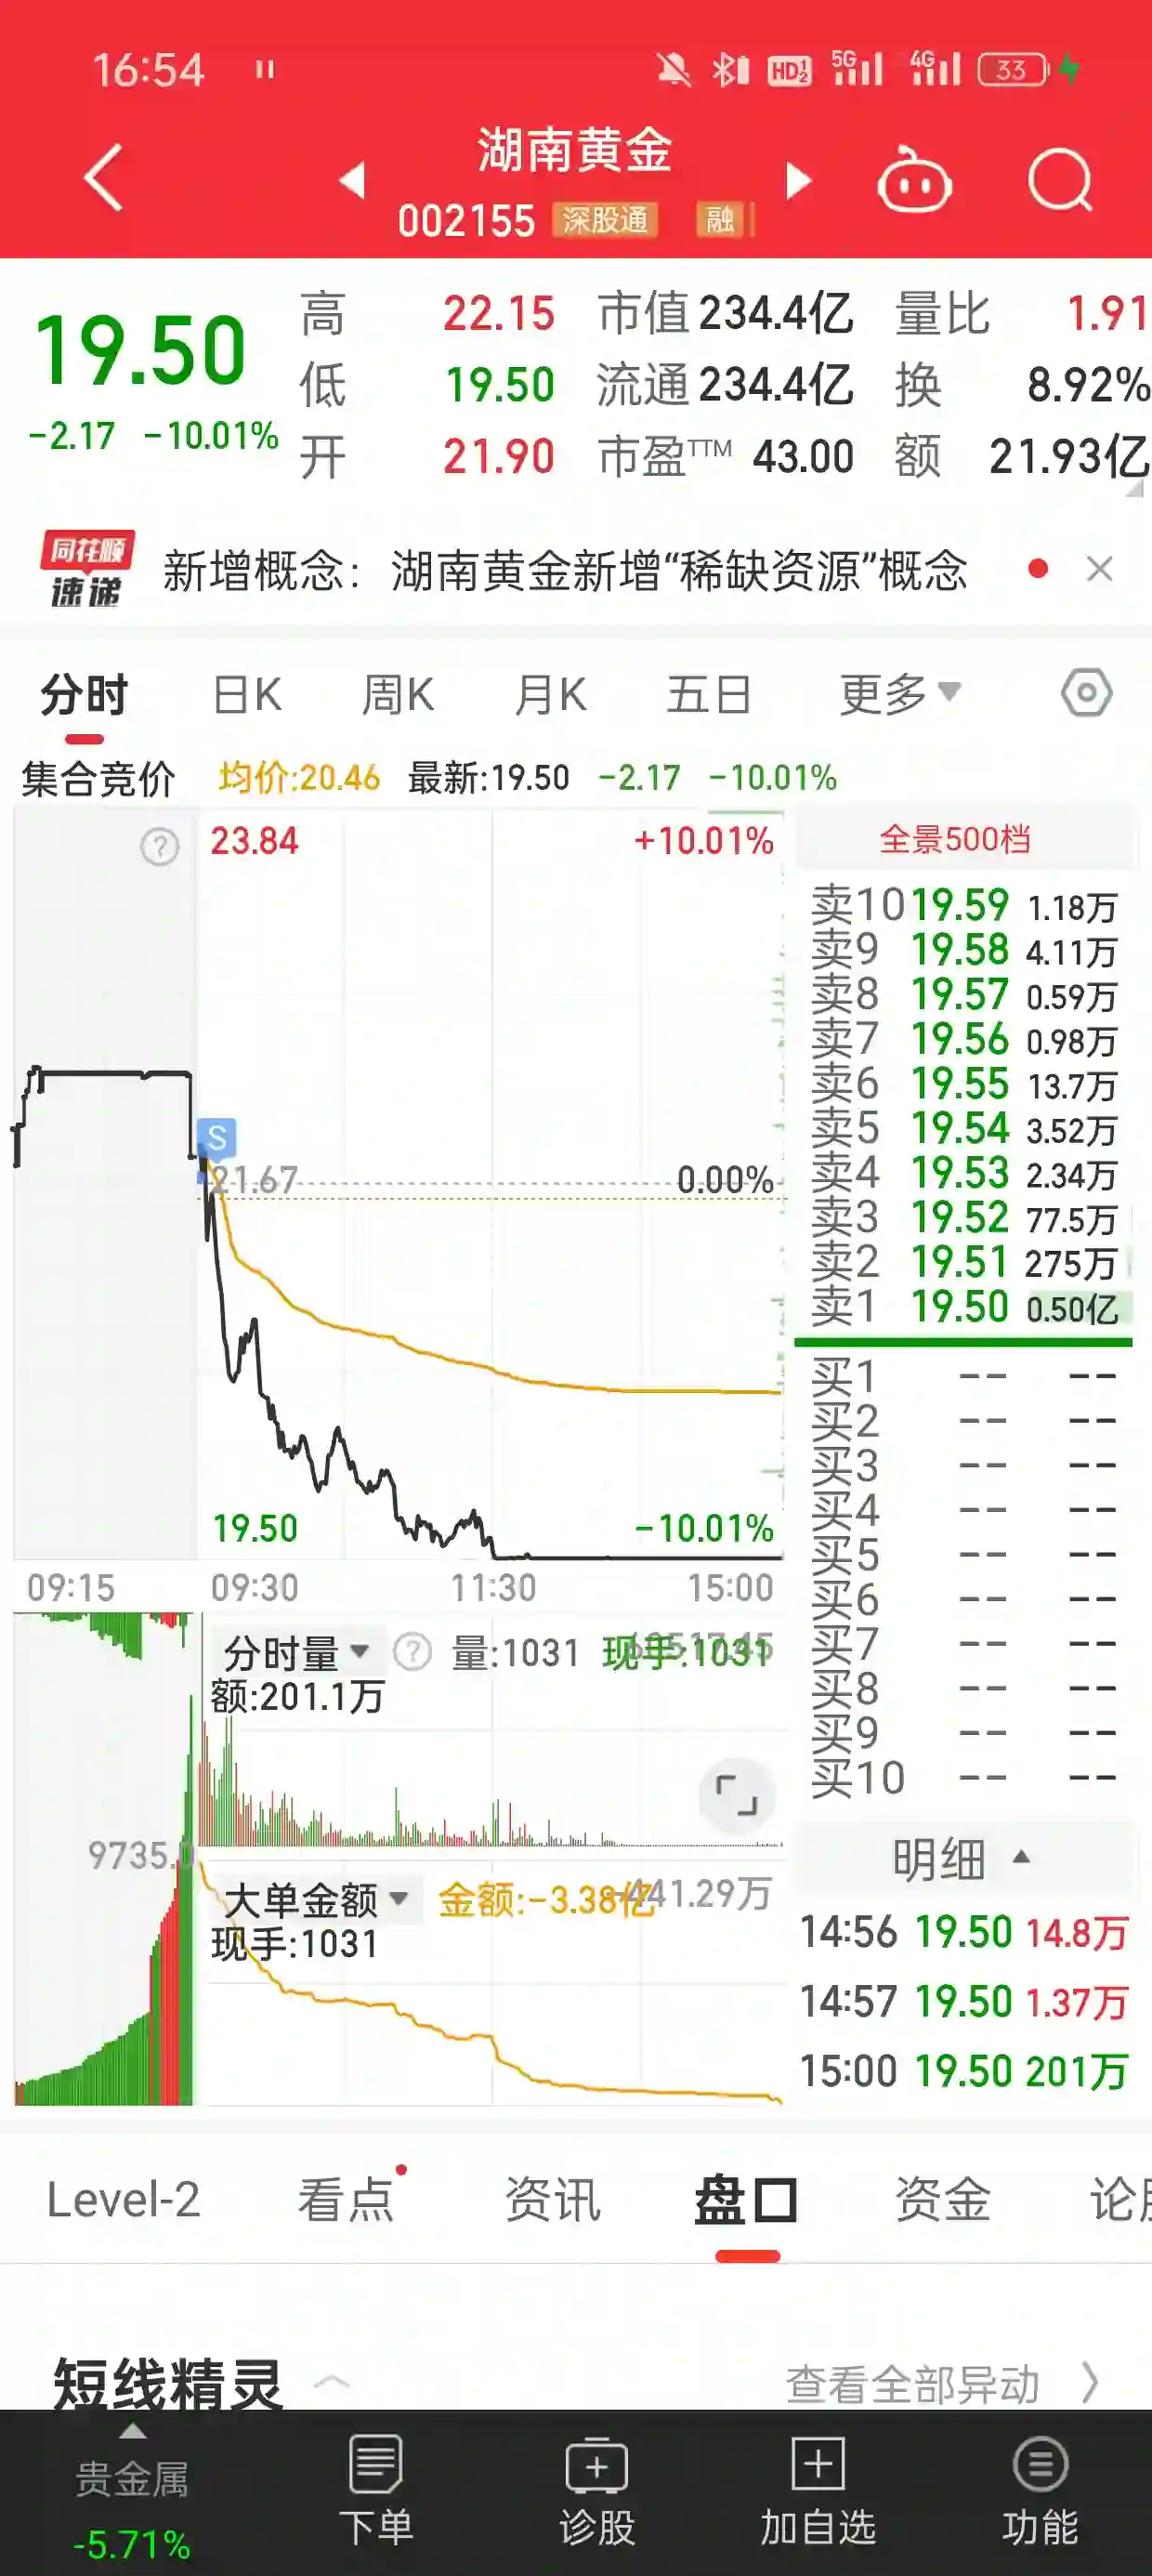 16:54 HD1 2 5G 4G 33
湖南黄金
002155 深股通 融
19.50 高 22.15 市值 234.4亿 量比 1.91
-2.17 -10.01% 低 19.50 流通 234.4亿 换 8.92%
开 21.90 市盈TTM 43.00 额 21.93亿
同花顺
速递
新增概念：湖南黄金新增“稀缺资源”概念
分时 日K 周K 月K 五日 更多
集合竞价 均价:20.46 最新:19.50 -2.17 -10.01%
? 23.84 +10.01%
S
21.67 0.00%
19.50 -10.01%
09:15 09:30 11:30 15:00
分时量 ? 量:1031 现手:1031
额:201.1万
9735.0
大单金额 金额:-3.38亿 441.29万
现手:1031
全景500档
卖10 19.59 1.18万
卖9 19.58 4.11万
卖8 19.57 0.59万
卖7 19.56 0.98万
卖6 19.55 13.7万
卖5 19.54 3.52万
卖4 19.53 2.34万
卖3 19.52 77.5万
卖2 19.51 275万
卖1 19.50 0.50亿
买1 -- --
买2 -- --
买3 -- --
买4 -- --
买5 -- --
买6 -- --
买7 -- --
买8 -- --
买9 -- --
买10 -- --
明细
14:56 19.50 14.8万
14:57 19.50 1.37万
15:00 19.50 201万
Level-2 看点 资讯 盘口 资金
短线精灵 查看全部异动
贵金属 下单 诊股 加自选 功能
-5.71%